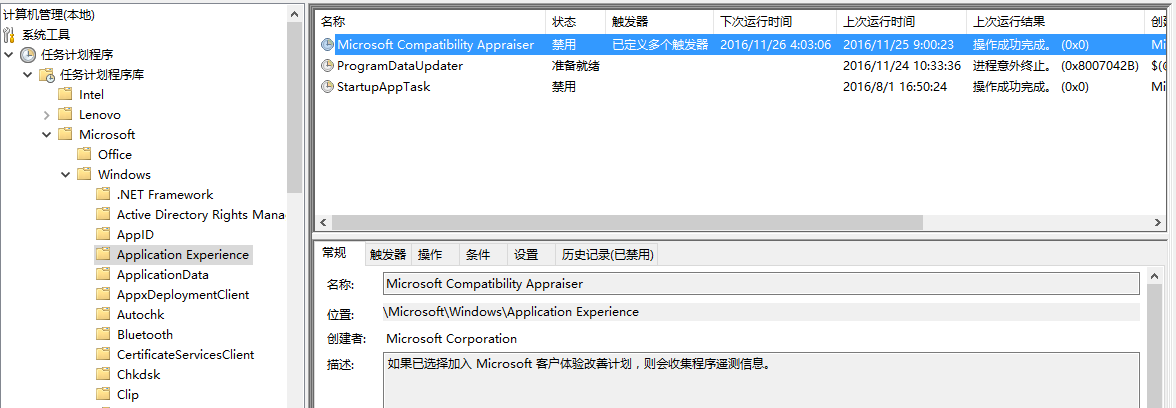 计算机管理(本地)
系统工具
任务计划程序
任务计划程序库
Intel
Lenovo
Microsoft
Office
Windows
.NET Framework
Active Directory Rights Mana
AppID
Application Experience
ApplicationData
AppxDeploymentClient
Autochk
Bluetooth
CertificateServicesClient
Chkdsk
Clip
名称 状态 触发器 下次运行时间 上次运行时间 上次运行结果 创建
Microsoft Compatibility Appraiser 禁用 已定义多个触发器 2016/11/26 4:03:06 2016/11/25 9:00:23 操作成功完成。 (0x0) Mi
ProgramDataUpdater 准备就绪 2016/11/24 10:33:36 进程意外终止。 (0x8007042B) $(@
StartupAppTask 禁用 2016/8/1 16:50:24 操作成功完成。 (0x0) Mi
常规 触发器 操作 条件 设置 历史记录(已禁用)
名称: Microsoft Compatibility Appraiser
位置: \Microsoft\Windows\Application Experience
创建者: Microsoft Corporation
描述: 如果已选择加入 Microsoft 客户体验改善计划，则会收集程序遥测信息。